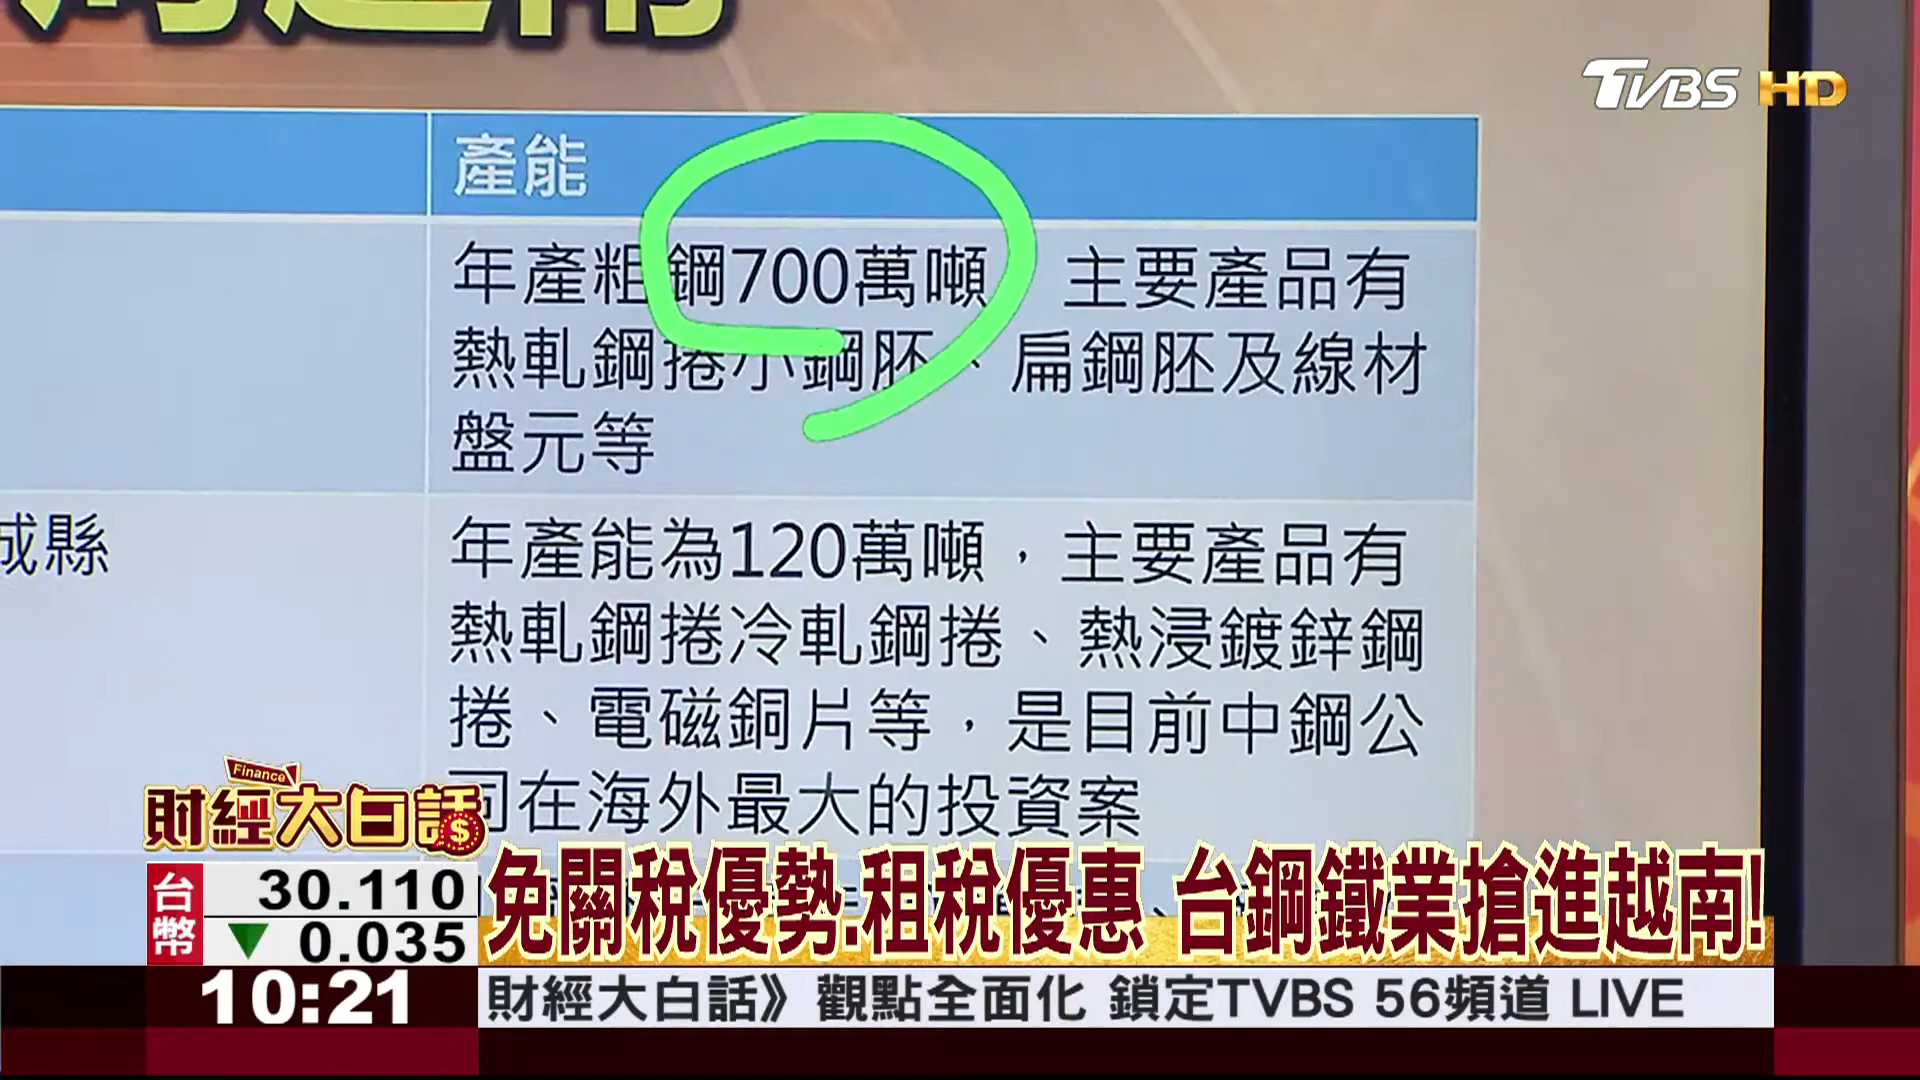 TVBS HD
產能
年產粗鋼700萬噸 主要產品有
熱軋鋼捲小鋼胚、扁鋼胚及線材
盤元等
成縣
年產能為120萬噸，主要產品有
熱軋鋼捲冷軋鋼捲、熱浸鍍鋅鋼
捲、電磁鋼片等，是目前中鋼公
司在海外最大的投資案
Finance
財經大白話
免關稅優勢.租稅優惠 台鋼鐵業搶進越南!
台幣 30.110
0.035
10:21
財經大白話》觀點全面化 鎖定TVBS 56頻道 LIVE